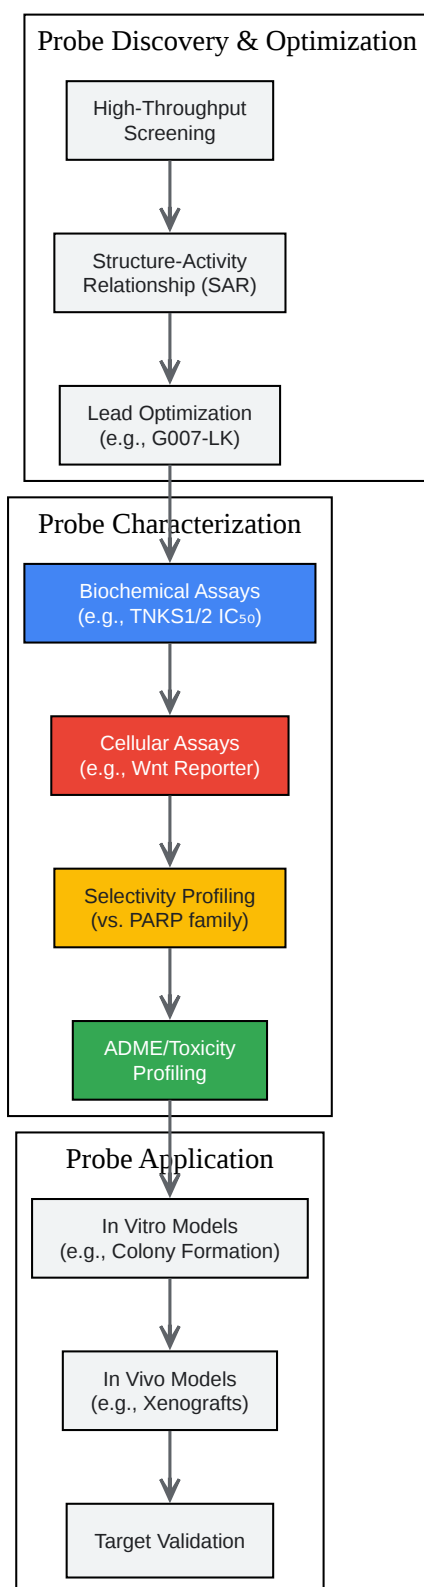 Probe Discovery & Optimization
High-Throughput
Screening
Structure-Activity
Relationship (SAR)
Lead Optimization
(e.g., G007-LK)
Probe Characterization
Biochemical Assays
(e.g., TNKS1/2 IC₅₀)
Cellular Assays
(e.g., Wnt Reporter)
Selectivity Profiling
(vs. PARP family)
ADME/Toxicity
Profiling
Probe Application
In Vitro Models
(e.g., Colony Formation)
In Vivo Models
(e.g., Xenografts)
Target Validation